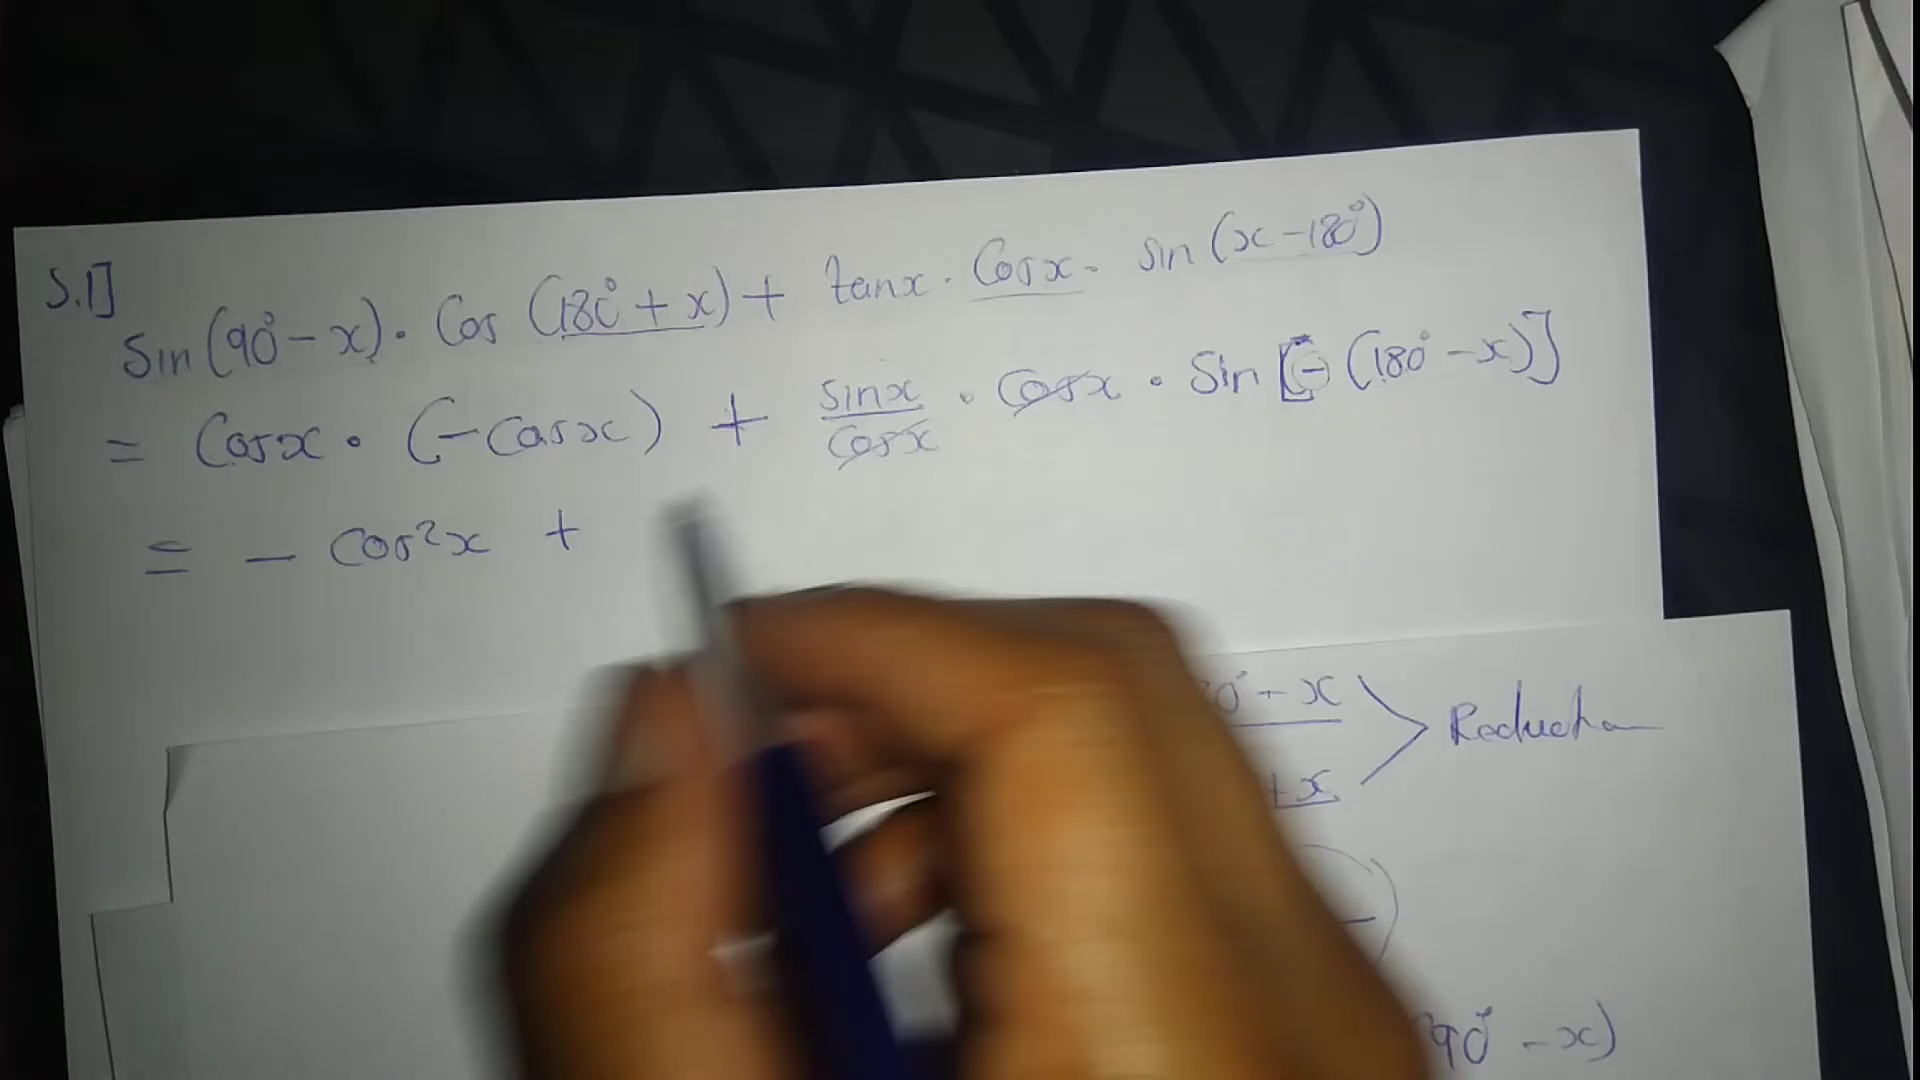 5.1]
Sin (90° - x) · Cos (180° + x) + tanx · Cosx · sin (x - 180°)
= Cosx · (-Cosx) + sinx/cosx · cosx · Sin [- (180° - x)]
= - Cos²x +
0° - x
+ x
90° - x)